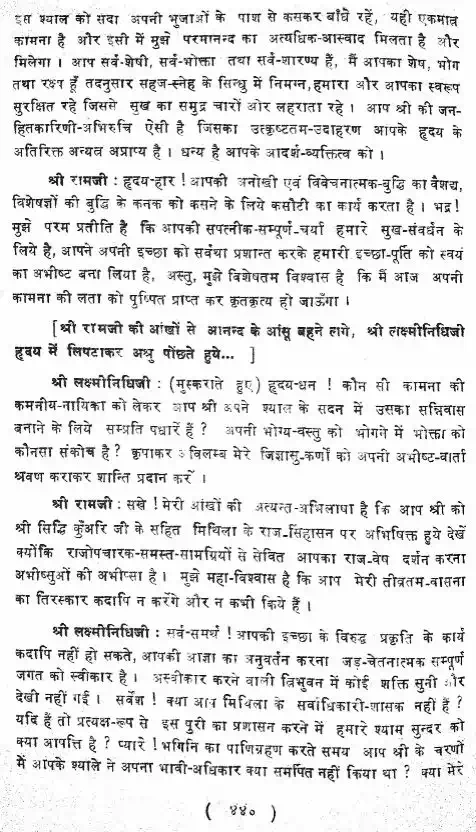 इस श्याल को सदा अपनी भुजाओं के पाश से कसकर बाँधे रहें, यही एकमात्र
कामना है और इसी में मुझे परमानन्द का अत्यधिक-आस्वाद मिलता है और
मिलेगा । आप सर्व-शेषी, सर्व-भोक्ता तथा सर्व-शरण्य हैं, मैं आपका शेष, भोग
तथा रक्ष्य हूँ तदनुसार सहज-स्नेह के सिन्धु में निमग्न, हमारा और आपका स्वरूप
सुरक्षित रहे जिससे सुख का समुद्र चारों ओर लहराता रहे । आप श्री की जन-
हितकारिणी-अभिरुचि ऐसी है जिसका उत्कृष्टतम-उदाहरण आपके हृदय के
अतिरिक्त अन्यत्र अप्राप्य है । धन्य है आपके आदर्श-व्यक्तित्व को ।
श्री रामजी : हृदय-हार ! आपकी अनोखी एवं विवेचनात्मक-बुद्धि का वैशद्य,
विशेषज्ञों की बुद्धि के कनक को कसने के लिये कसौटी का कार्य करता है । भद्र!
मुझे परम प्रतीति है कि आपकी सपत्नीक-सम्पूर्ण-चर्या हमारे सुख-संवर्धन के
लिये है, आपने अपनी इच्छा को सर्वथा प्रशान्त करके हमारी इच्छा-पूर्ति को स्वयं
का अभीष्ट बना लिया है, अस्तु, मुझे विशेषतम विश्वास है कि मैं आज अपनी
कामना की लता को पुष्पित प्राप्त कर कृतकृत्य हो जाऊँगा ।
[ श्री रामजी की आंखों से आनन्द के आंसू बहने लगे, श्री लक्ष्मीनिधिजी
हृदय में लिपटाकर अश्रु पोंछते हुये... ]
श्री लक्ष्मीनिधिजी : (मुस्कराते हुए) हृदय-धन ! कौन सी कामना की
कमनीय-नायिका को लेकर आप श्री अपने श्याल के सदन में उसका सन्निवास
बनाने के लिये सम्प्रति पधारें हैं ? अपनी भोग्य-वस्तु को भोगने में भोक्ता को
कौनसा संकोच है ? कृपाकर अविलम्ब मेरे जिज्ञासु-कर्णों को अपनी अभीष्ट-वार्ता
श्रवण कराकर शान्ति प्रदान करें ।
श्री रामजी : सखे ! मेरी आंखों की अत्यन्त-अभिलाषा है कि आप श्री को
श्री सिद्धि कुँअरि जी के सहित मिथिला के राज-सिंहासन पर अभिषिक्त हुये देखें
क्योंकि राजोपचारक-समस्त-सामग्रियों से सेवित आपका राज-वेष दर्शन करना
अभीप्सुओं की अभीप्सा है । मुझे महा-विश्वास है कि आप मेरी तीव्रतम-वासना
का तिरस्कार कदापि न करेंगे और न कभी किये हैं ।
श्री लक्ष्मीनिधिजी : सर्व-समर्थ ! आपकी इच्छा के विरुद्ध प्रकृति के कार्य
कदापि नहीं हो सकते, आपकी आज्ञा का अनुवर्तन करना जड़-चेतनात्मक सम्पूर्ण
जगत को स्वीकार है । अस्वीकार करने वाली त्रिभुवन में कोई शक्ति सुनी और
देखी नहीं गई । सर्वेश ! क्या आप मिथिला के सर्वाधिकारी-शासक नहीं हैं ?
यदि हैं तो प्रत्यक्ष-रूप से इस पुरी का प्रशासन करने में हमारे श्याम सुन्दर को
क्या आपत्ति है ? प्यारे ! भगिनि का पाणिग्रहण करते समय आप श्री के चरणों
में आपके श्याले ने अपना भावी-अधिकार क्या समर्पित नहीं किया था ? क्या मेरे
( ४४० )